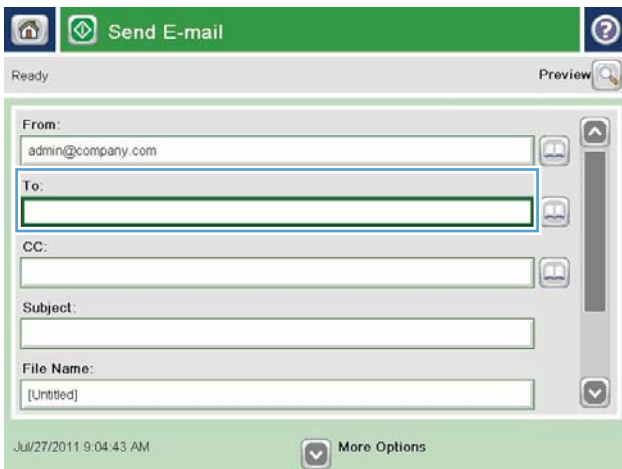 Send E-mail
?
Ready
Preview
From:
admin@company.com
To:
CC:
Subject:
File Name:
[Untitled]
Jul/27/2011 9:04:43 AM
More Options